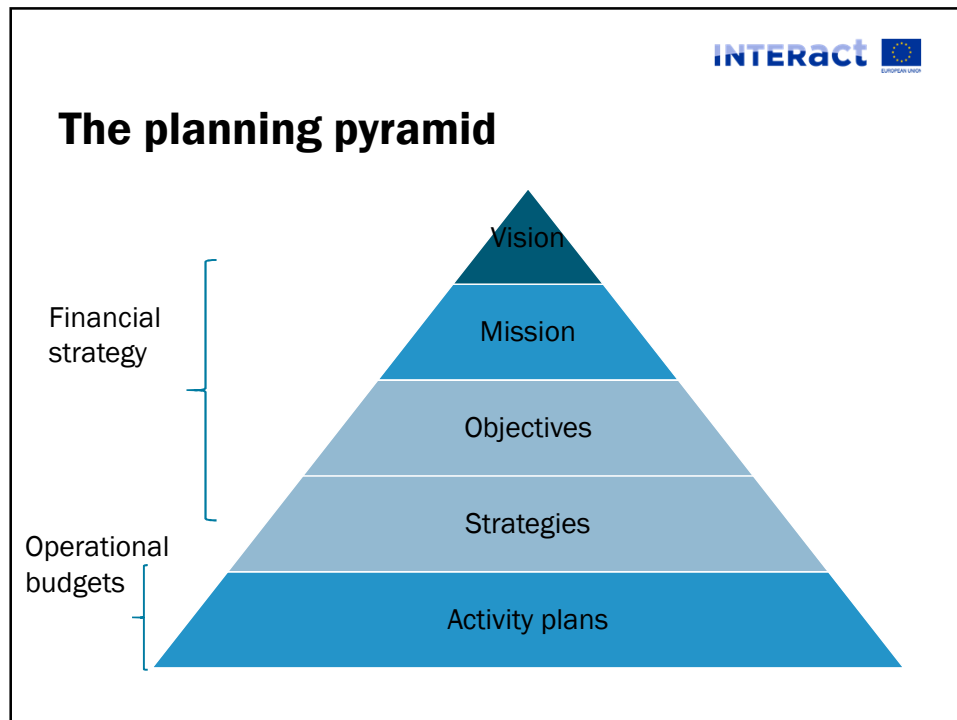 INTERact
EUROPEAN UNION
The planning pyramid
Vision
Financial
strategy
Mission
Objectives
Strategies
Operational
budgets
Activity plans